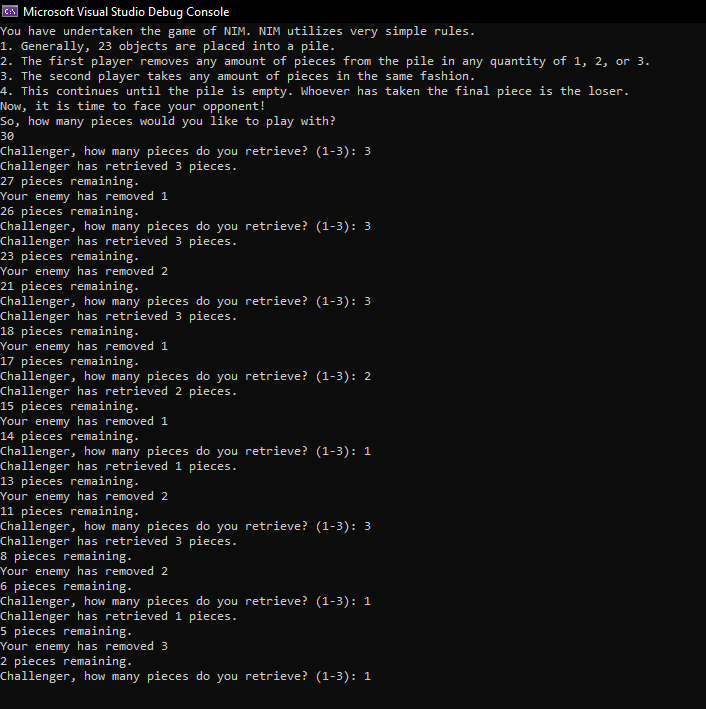 Microsoft Visual Studio Debug Console
You have undertaken the game of NIM. NIM utilizes very simple rules.
1. Generally, 23 objects are placed into a pile.
2. The first player removes any amount of pieces from the pile in any quantity of 1, 2, or 3.
3. The second player takes any amount of pieces in the same fashion.
4. This continues until the pile is empty. Whoever has taken the final piece is the loser.
Now, it is time to face your opponent!
So, how many pieces would you like to play with?
30
Challenger, how many pieces do you retrieve? (1-3): 3
Challenger has retrieved 3 pieces.
27 pieces remaining.
Your enemy has removed 1
26 pieces remaining.
Challenger, how many pieces do you retrieve? (1-3): 3
Challenger has retrieved 3 pieces.
23 pieces remaining.
Your enemy has removed 2
21 pieces remaining.
Challenger, how many pieces do you retrieve? (1-3): 3
Challenger has retrieved 3 pieces.
18 pieces remaining.
Your enemy has removed 1
17 pieces remaining.
Challenger, how many pieces do you retrieve? (1-3): 2
Challenger has retrieved 2 pieces.
15 pieces remaining.
Your enemy has removed 1
14 pieces remaining.
Challenger, how many pieces do you retrieve? (1-3): 1
Challenger has retrieved 1 pieces.
13 pieces remaining.
Your enemy has removed 2
11 pieces remaining.
Challenger, how many pieces do you retrieve? (1-3): 3
Challenger has retrieved 3 pieces.
8 pieces remaining.
Your enemy has removed 2
6 pieces remaining.
Challenger, how many pieces do you retrieve? (1-3): 1
Challenger has retrieved 1 pieces.
5 pieces remaining.
Your enemy has removed 3
2 pieces remaining.
Challenger, how many pieces do you retrieve? (1-3): 1